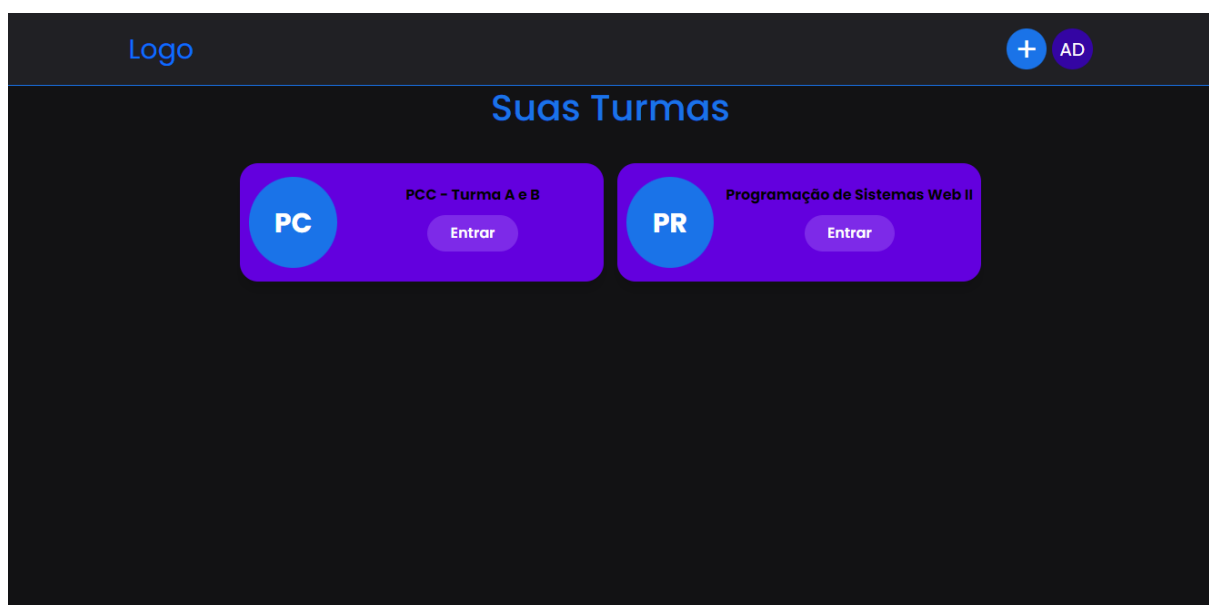 Logo
+ AD
Suas Turmas
PC
PCC - Turma A e B
Entrar
PR
Programação de Sistemas Web II
Entrar